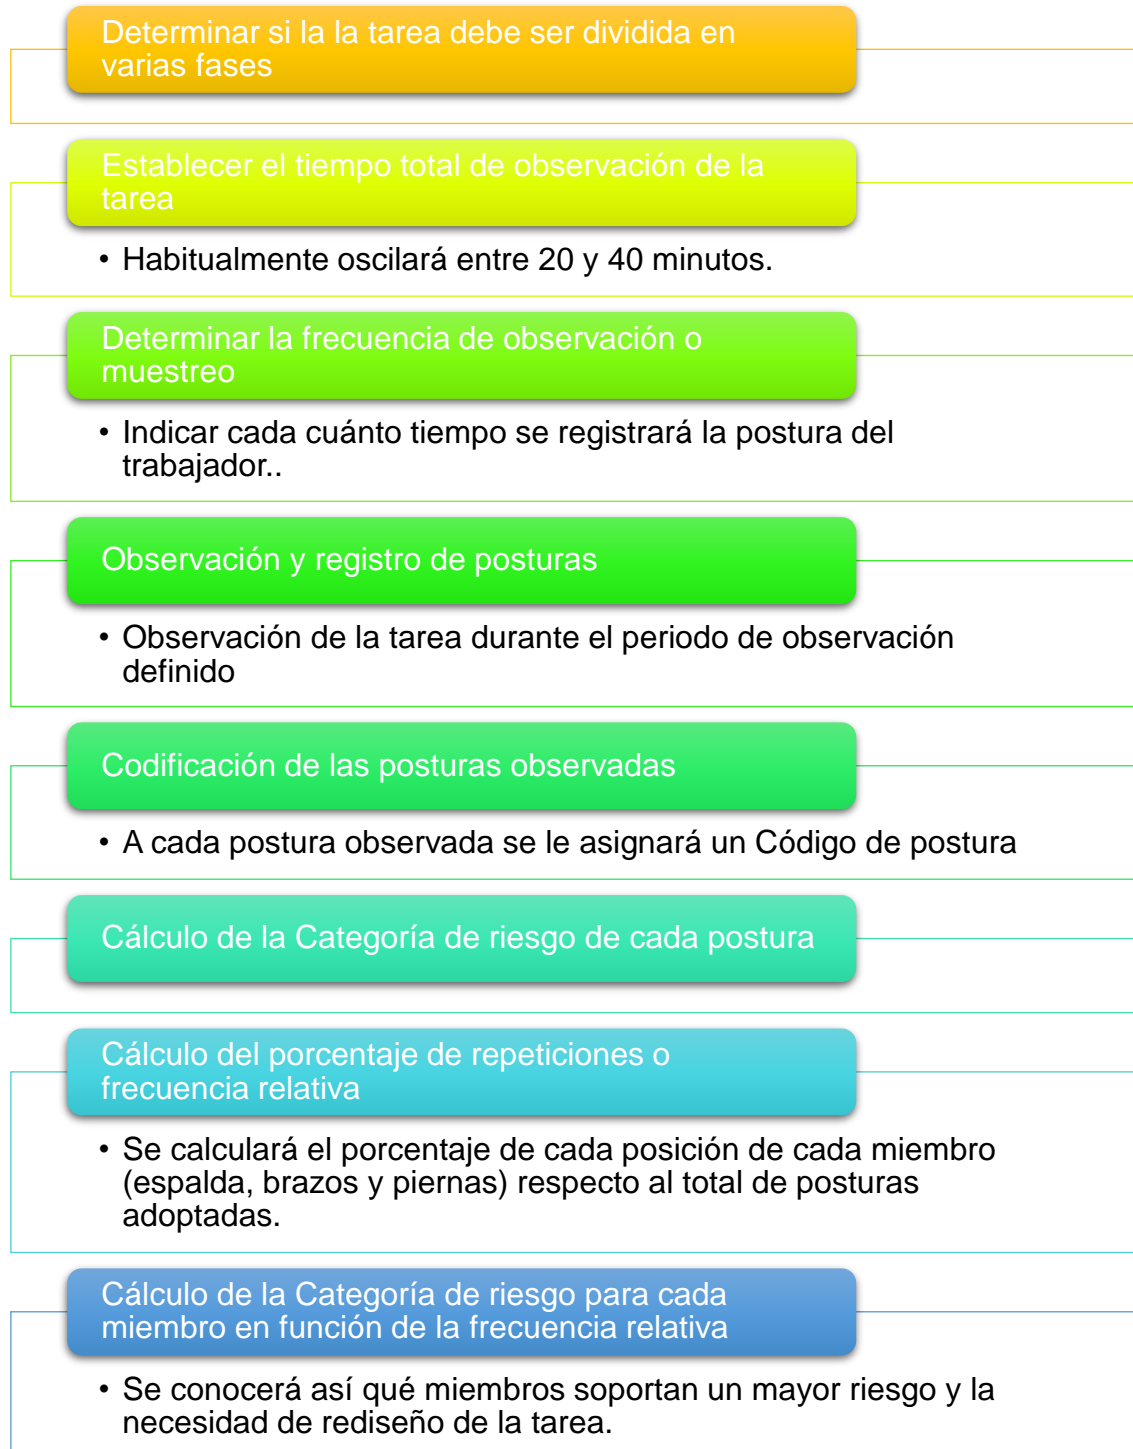 Determinar si la la tarea debe ser dividida en
varias fases
Establecer el tiempo total de observación de la
tarea
• Habitualmente oscilará entre 20 y 40 minutos.
Determinar la frecuencia de observación o
muestreo
• Indicar cada cuánto tiempo se registrará la postura del
trabajador..
Observación y registro de posturas
• Observación de la tarea durante el periodo de observación
definido
Codificación de las posturas observadas
• A cada postura observada se le asignará un Código de postura
Cálculo de la Categoría de riesgo de cada postura
Cálculo del porcentaje de repeticiones o
frecuencia relativa
• Se calculará el porcentaje de cada posición de cada miembro
(espalda, brazos y piernas) respecto al total de posturas
adoptadas.
Cálculo de la Categoría de riesgo para cada
miembro en función de la frecuencia relativa
• Se conocerá así qué miembros soportan un mayor riesgo y la
necesidad de rediseño de la tarea.